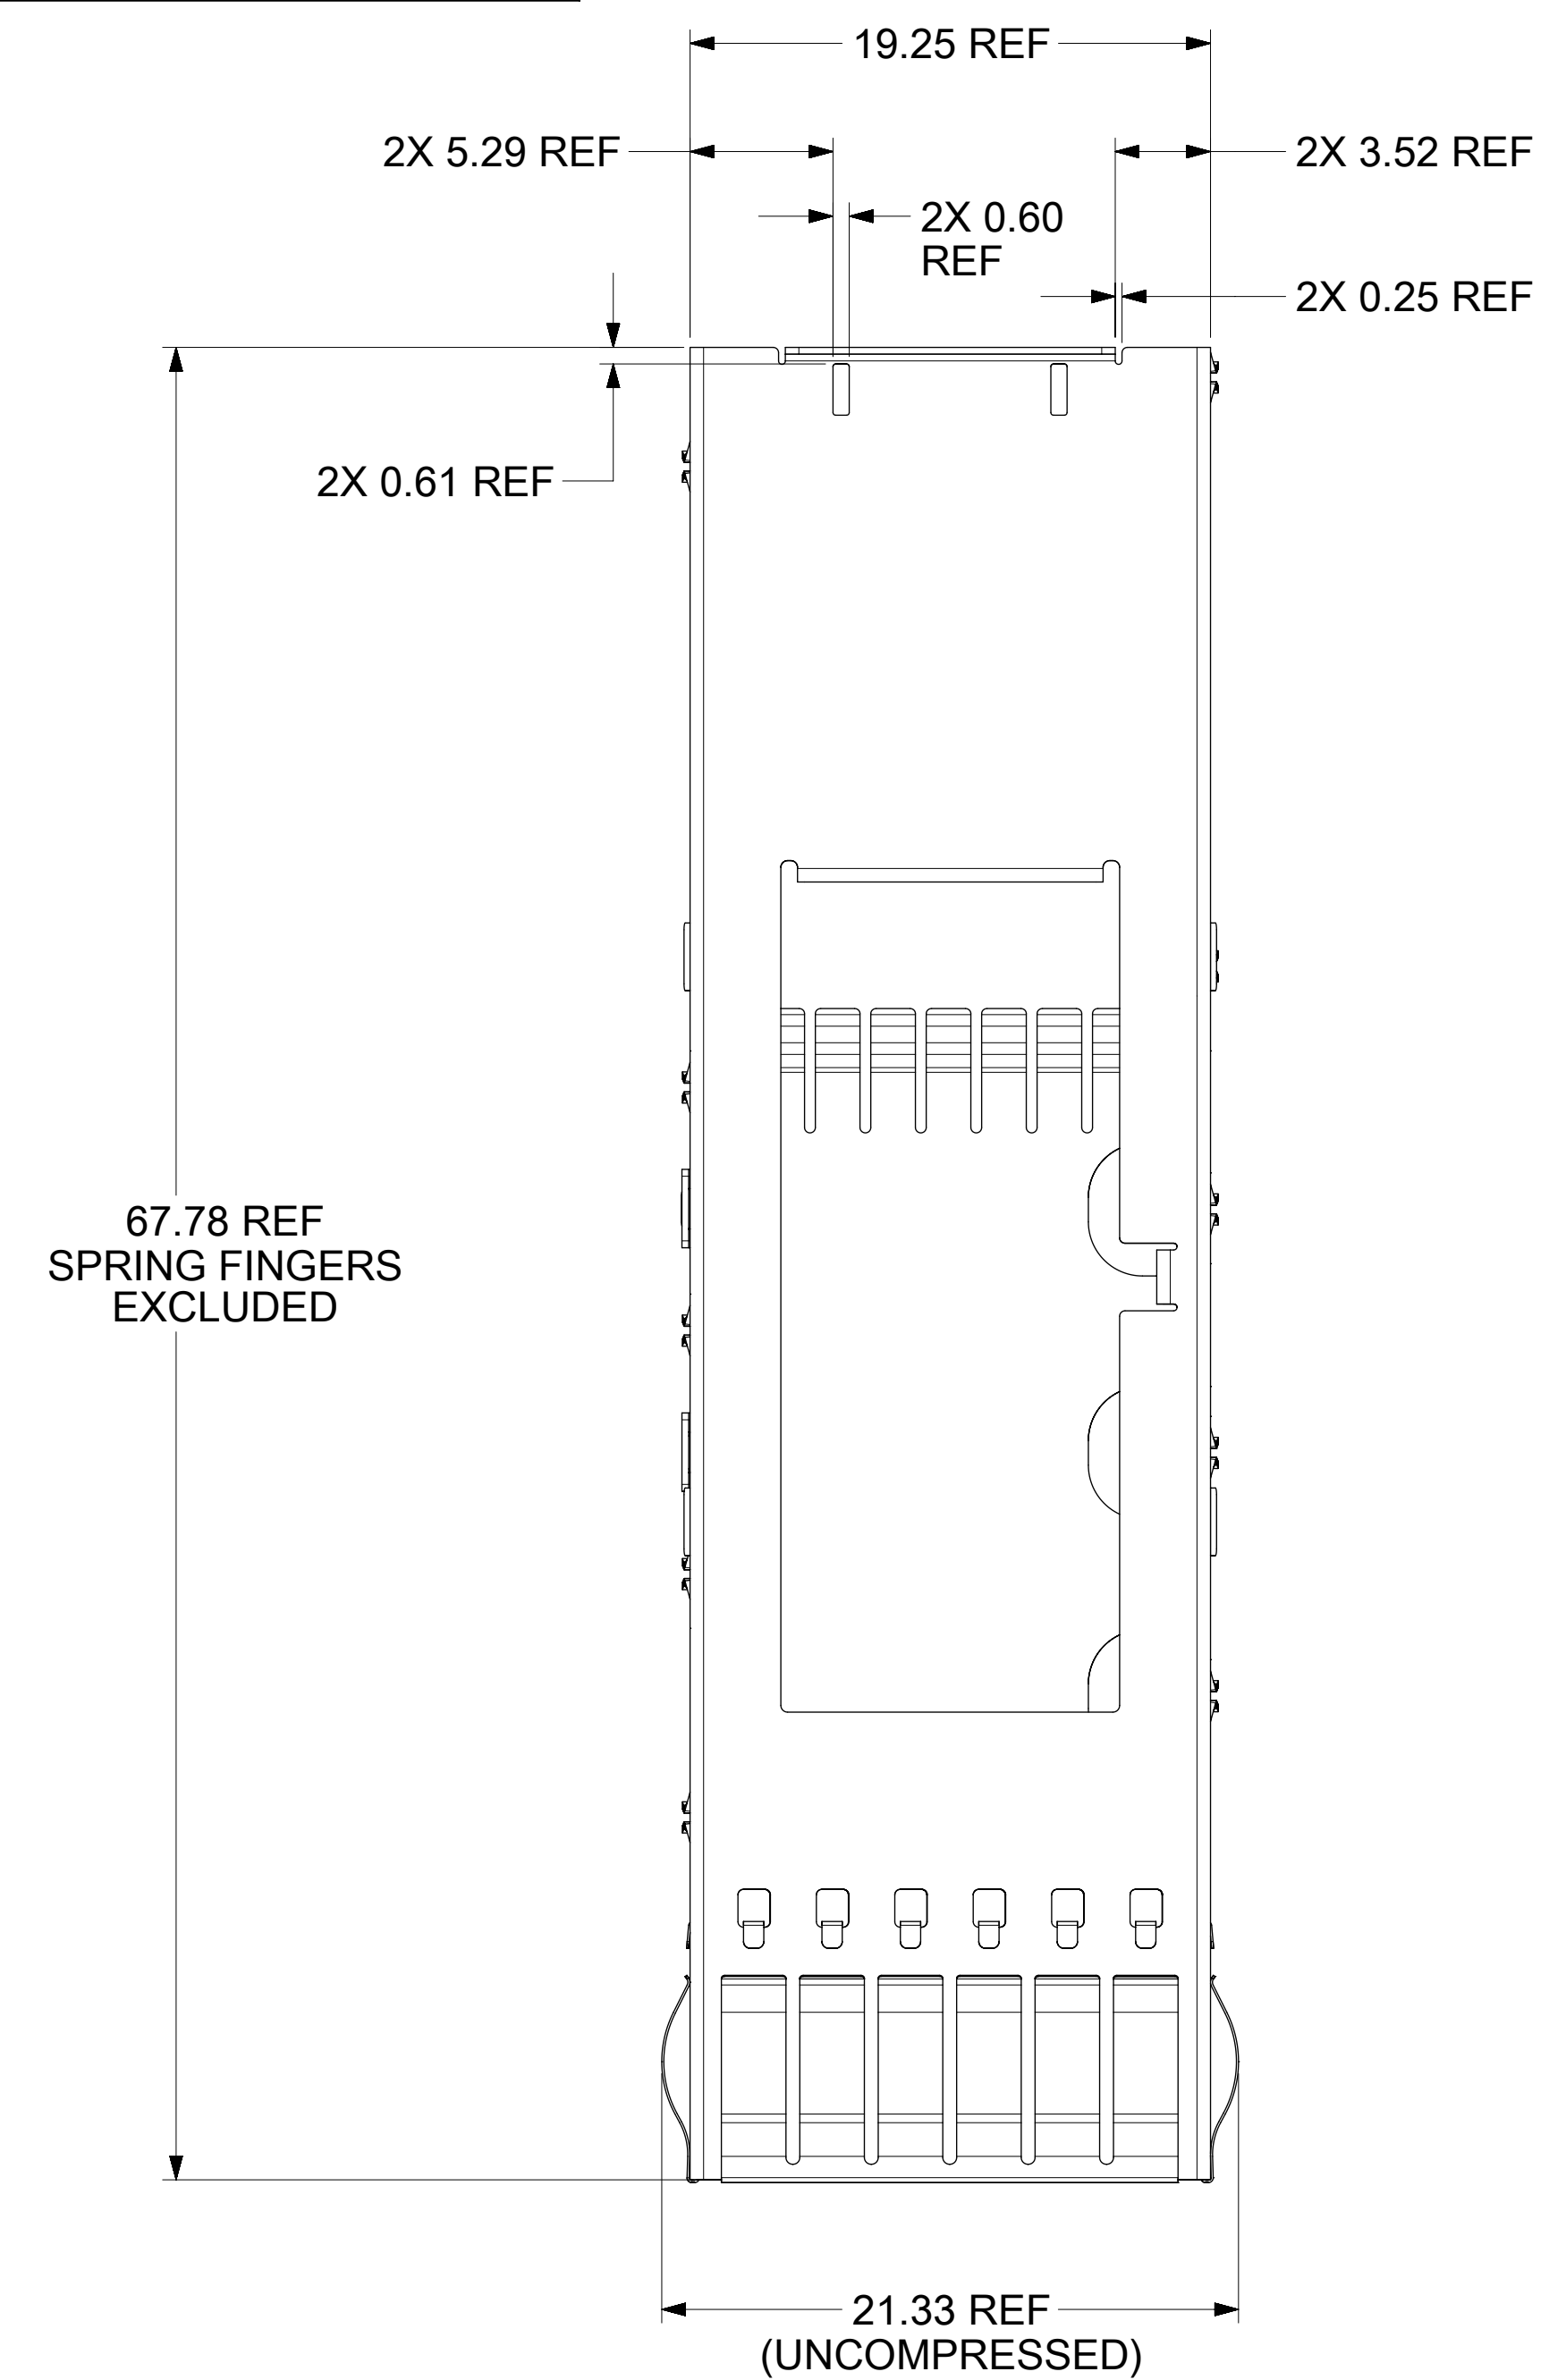 19.25 REF
2X 5.29 REF
2X 3.52 REF
2X 0.60
REF
2X 0.25 REF
2X 0.61 REF
67.78 REF
SPRING FINGERS
EXCLUDED
21.33 REF
(UNCOMPRESSED)